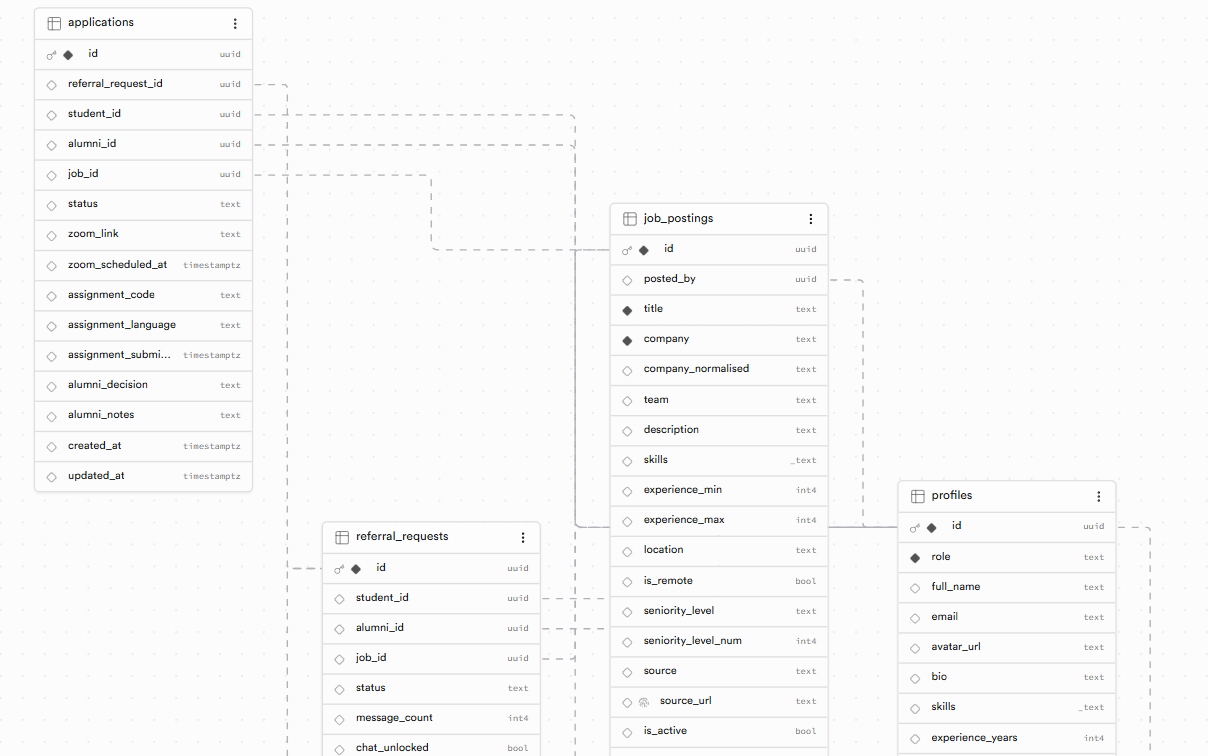 applications
id uuid
referral_request_id uuid
student_id uuid
alumni_id uuid
job_id uuid
status text
zoom_link text
zoom_scheduled_at timestamptz
assignment_code text
assignment_language text
assignment_submi... timestamptz
alumni_decision text
alumni_notes text
created_at timestamptz
updated_at timestamptz
referral_requests
id uuid
student_id uuid
alumni_id uuid
job_id uuid
status text
message_count int4
chat_unlocked bool
job_postings
id uuid
posted_by uuid
title text
company text
company_normalised text
team text
description text
skills _text
experience_min int4
experience_max int4
location text
is_remote bool
seniority_level text
seniority_level_num int4
source text
source_url text
is_active bool
profiles
id uuid
role text
full_name text
email text
avatar_url text
bio text
skills _text
experience_years int4